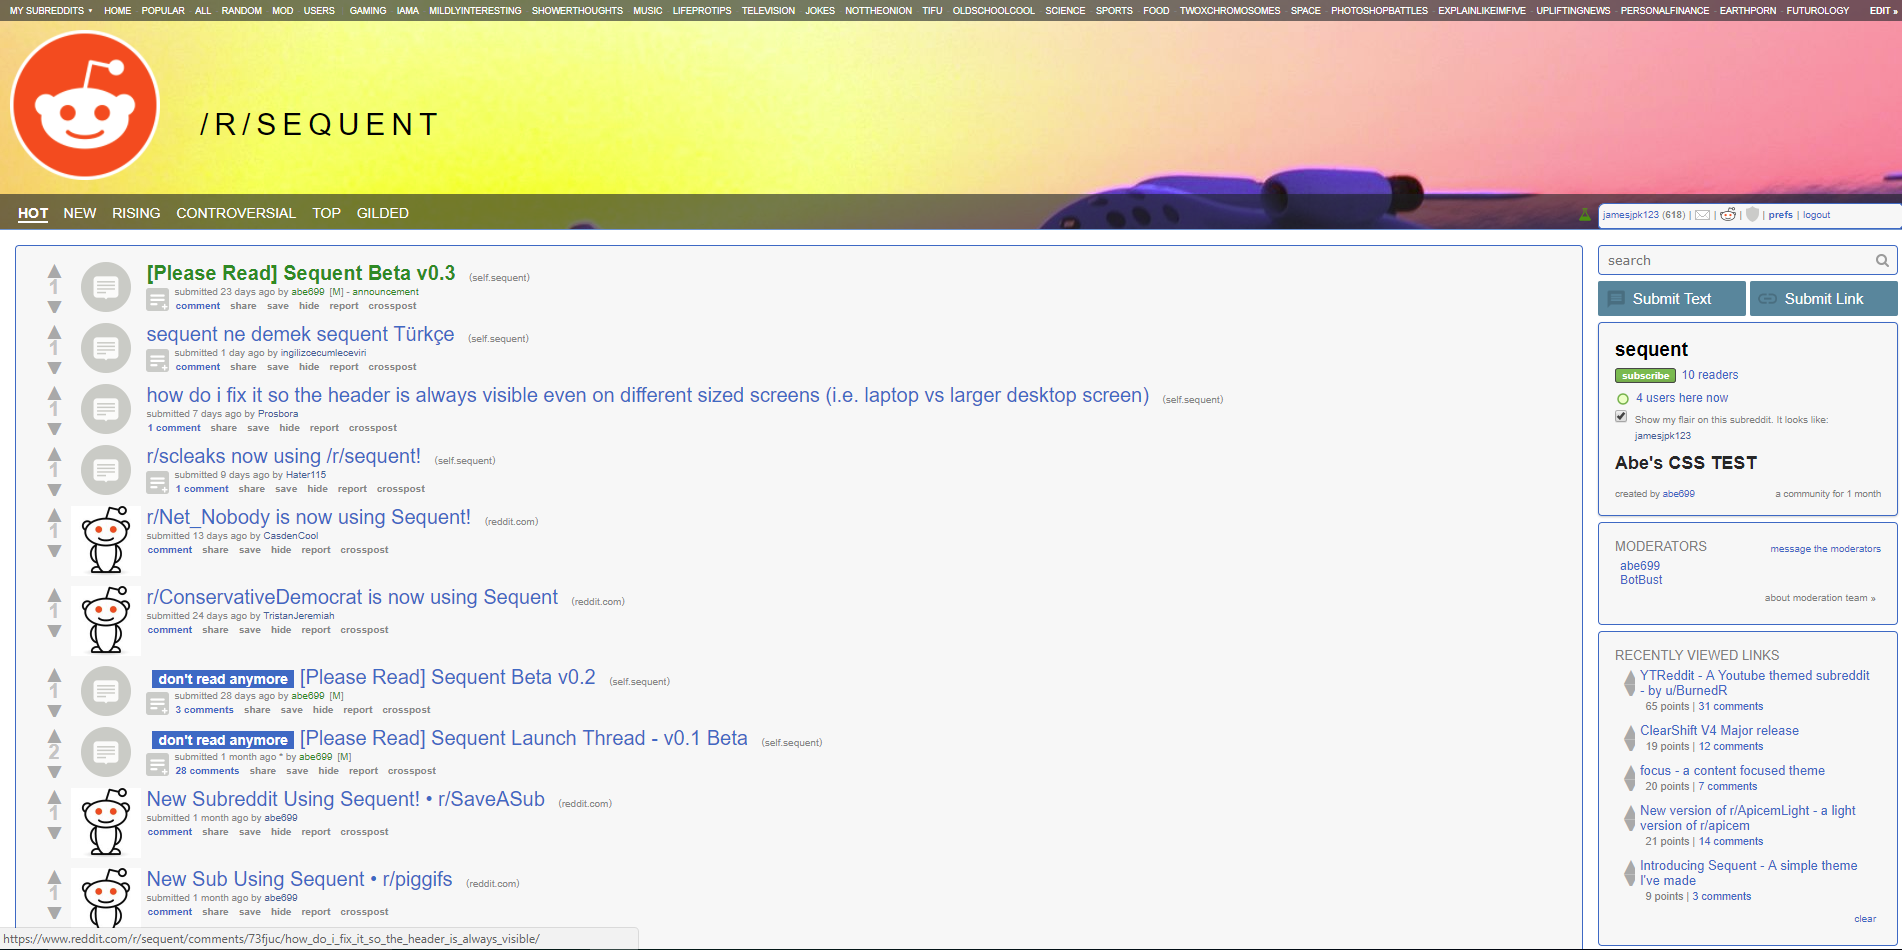 MY SUBREDDITS ▾ HOME POPULAR ALL RANDOM MOD USERS GAMING IAMA MILDLYINTERESTING SHOWERTHOUGHTS MUSIC LIFEPROTIPS TELEVISION JOKES NOTTHEONION TIFU OLDSCHOOLCOOL SCIENCE SPORTS FOOD TWOXCHROMOSOMES SPACE PHOTOSHOPBATTLES EXPLAINLIKEIMFIVE UPLIFTINGNEWS PERSONALFINANCE EARTHPORN FUTUROLOGY EDIT »
/R/SEQUENT
HOT NEW RISING CONTROVERSIAL TOP GILDED
jamesjpk123 (618) | | | | prefs | logout
1
[Please Read] Sequent Beta v0.3 (self.sequent)
submitted 23 days ago by abe699 [M] - announcement
comment share save hide report crosspost
1
sequent ne demek sequent Türkçe (self.sequent)
submitted 1 day ago by ingilizcecumleceviri
comment share save hide report crosspost
1
how do i fix it so the header is always visible even on different sized screens (i.e. laptop vs larger desktop screen) (self.sequent)
submitted 7 days ago by Prosbora
1 comment share save hide report crosspost
1
r/scleaks now using /r/sequent! (self.sequent)
submitted 9 days ago by Hater115
1 comment share save hide report crosspost
1
r/Net_Nobody is now using Sequent! (reddit.com)
submitted 13 days ago by CasdenCool
comment share save hide report crosspost
1
r/ConservativeDemocrat is now using Sequent (reddit.com)
submitted 24 days ago by TristanJeremiah
comment share save hide report crosspost
1
don't read anymore [Please Read] Sequent Beta v0.2 (self.sequent)
submitted 28 days ago by abe699 [M]
3 comments share save hide report crosspost
2
don't read anymore [Please Read] Sequent Launch Thread - v0.1 Beta (self.sequent)
submitted 1 month ago * by abe699 [M]
28 comments share save hide report crosspost
1
New Subreddit Using Sequent! • r/SaveASub (reddit.com)
submitted 1 month ago by abe699
comment share save hide report crosspost
1
New Sub Using Sequent • r/piggifs (reddit.com)
submitted 1 month ago by abe699
comment share save hide report crosspost
https://www.reddit.com/r/sequent/comments/73fjuc/how_do_i_fix_it_so_the_header_is_always_visible/
search
Submit Text Submit Link
sequent
subscribe 10 readers
4 users here now
Show my flair on this subreddit. It looks like:
jamesjpk123
Abe's CSS TEST
created by abe699 a community for 1 month
MODERATORS message the moderators
abe699
BotBust
about moderation team »
RECENTLY VIEWED LINKS
YTReddit - A Youtube themed subreddit
- by u/BurnedR
65 points | 31 comments
ClearShift V4 Major release
19 points | 12 comments
focus - a content focused theme
20 points | 7 comments
New version of r/ApicemLight - a light
version of r/apicem
21 points | 14 comments
Introducing Sequent - A simple theme
I've made
9 points | 3 comments
clear